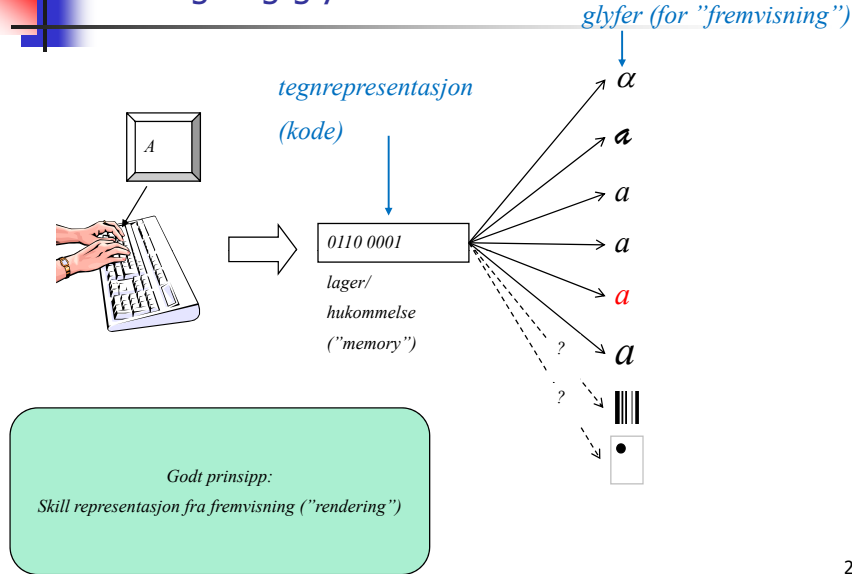 glyfer (for ”fremvisning”)
tegnrepresentasjon
(kode)
A
0110 0001
lager/
hukommelse
(”memory”)
α
a
a
a
a
a
?
?
Godt prinsipp:
Skill representasjon fra fremvisning (”rendering”)
2